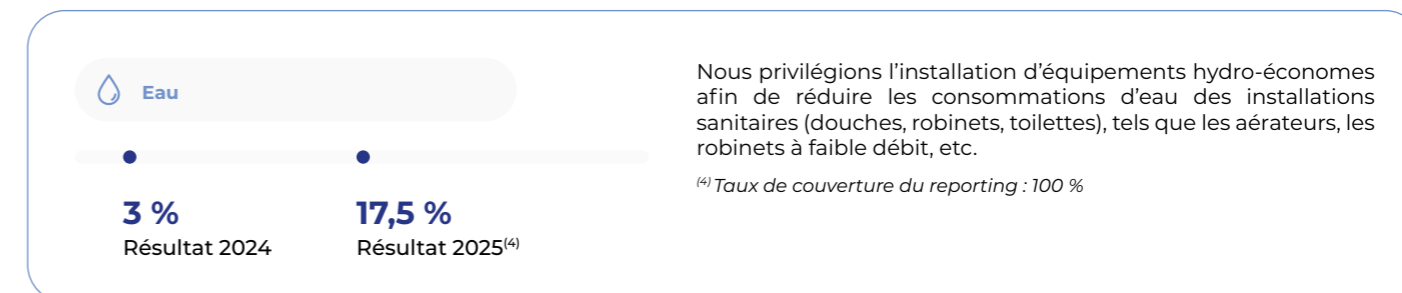 Eau
3 %
Résultat 2024
17,5 %
Résultat 2025(4)
Nous privilégions l’installation d’équipements hydro-économes
afin de réduire les consommations d’eau des installations
sanitaires (douches, robinets, toilettes), tels que les aérateurs, les
robinets à faible débit, etc.
(4) Taux de couverture du reporting : 100 %